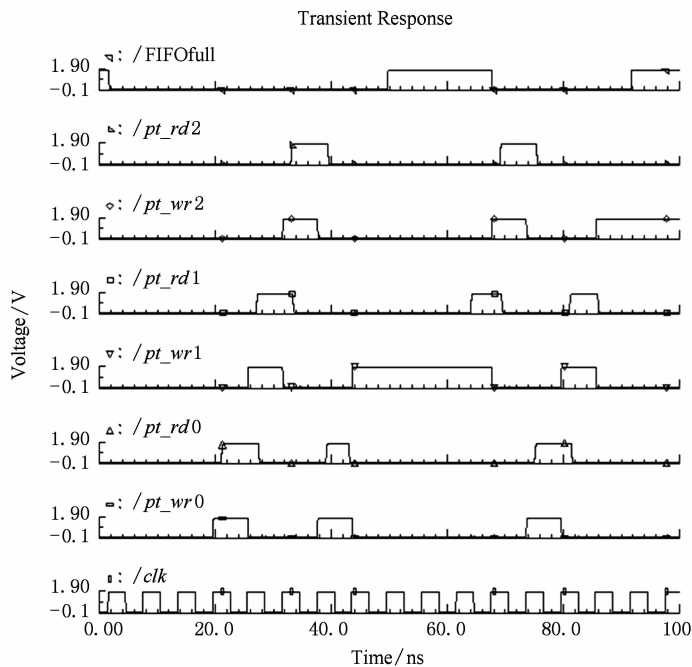 Transient Response
: /FIFOfull
1.90
-0.1
: /pt_rd2
1.90
-0.1
: /pt_wr2
1.90
-0.1
: /pt_rd1
1.90
-0.1
: /pt_wr1
1.90
-0.1
: /pt_rd0
1.90
-0.1
: /pt_wr0
1.90
-0.1
: /clk
1.90
-0.1
Voltage/V
0.00 20.0 40.0 60.0 80.0 100
Time/ns